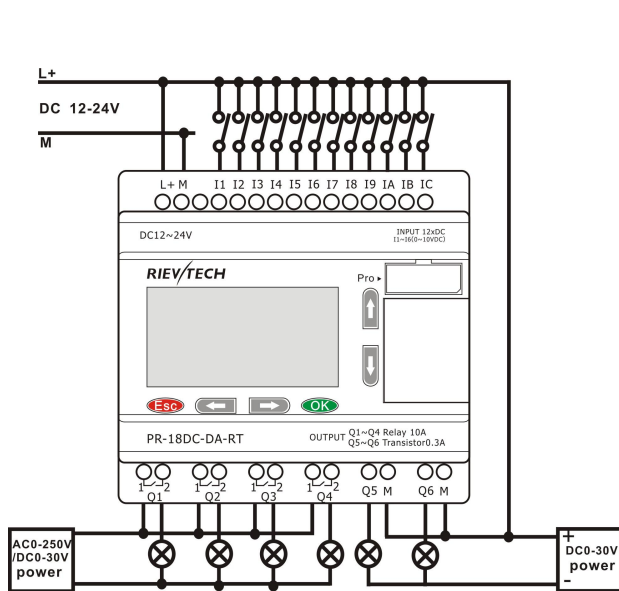 L+
DC 12-24V
M
L+ M I1 I2 I3 I4 I5 I6 I7 I8 I9 IA IB IC
DC12~24V
INPUT 12xDC
I1~I6(0~10VDC)
RIEVTECH
Pro
Esc
OK
PR-18DC-DA-RT
OUTPUT
Q1~Q4 Relay 10A
Q5~Q6 Transistor0.3A
1 2 1 2 1 2 1 2
Q1 Q2 Q3 Q4 Q5 M Q6 M
AC0-250V
/DC0-30V
power
+
DC0-30V
power
-